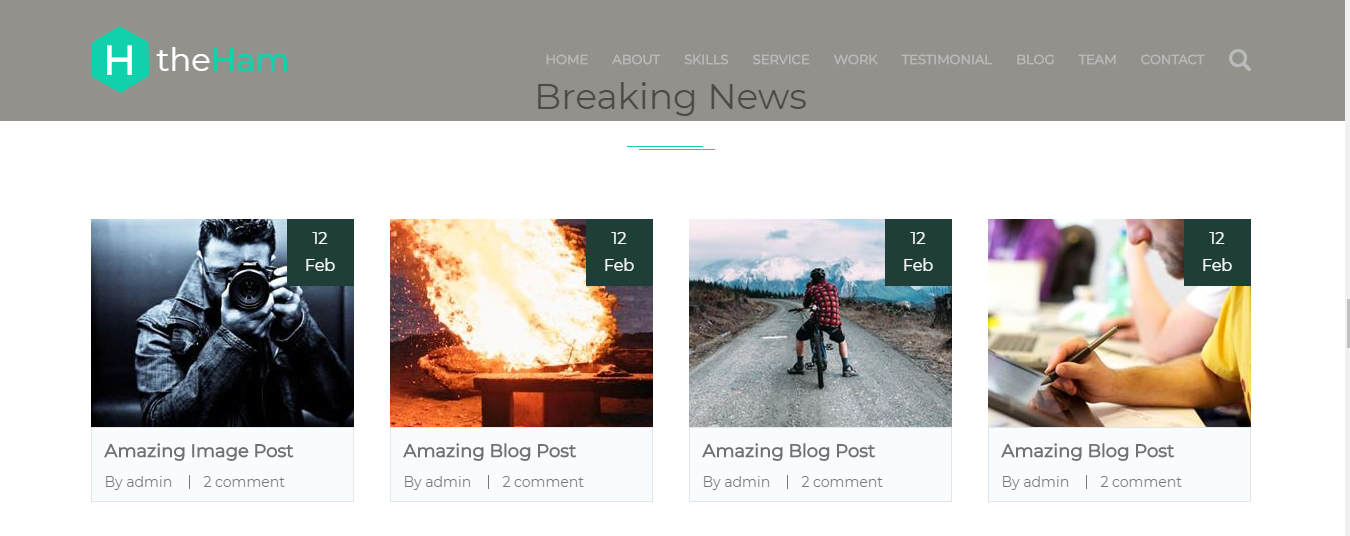 H theHam
HOME ABOUT SKILLS SERVICE WORK TESTIMONIAL BLOG TEAM CONTACT
Breaking News
12
Feb
Amazing Image Post
By admin | 2 comment
12
Feb
Amazing Blog Post
By admin | 2 comment
12
Feb
Amazing Blog Post
By admin | 2 comment
12
Feb
Amazing Blog Post
By admin | 2 comment